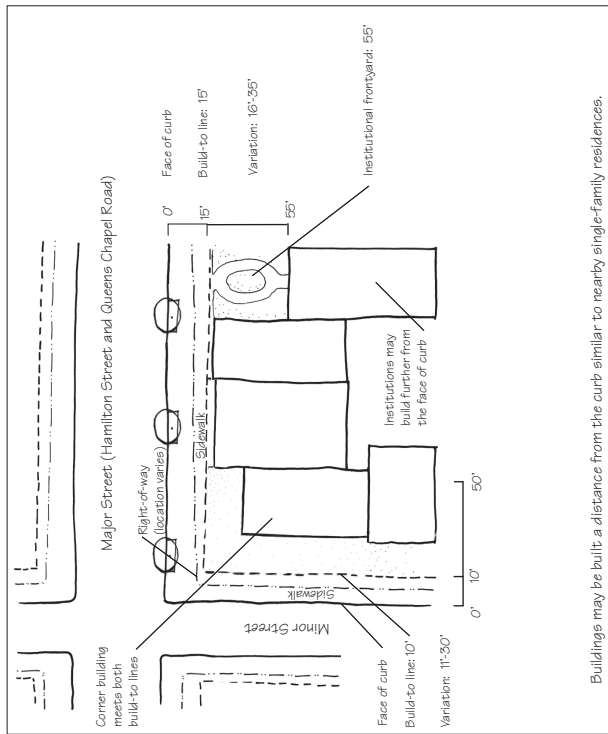 Major Street (Hamilton Street and Queens Chapel Road)
Face of curb
0'
Build-to line: 15'
15'
Variation: 16'-35'
55'
Institutional frontyard: 55'
Right-of-way
(location varies)
Sidewalk
Corner building
meets both
build-to lines
Minor Street
Sidewalk
Institutions may
build further from
the face of curb
0'
10'
50'
Face of curb
Build-to line: 10'
Variation: 11'-30'
Buildings may be built a distance from the curb similar to nearby single-family residences.